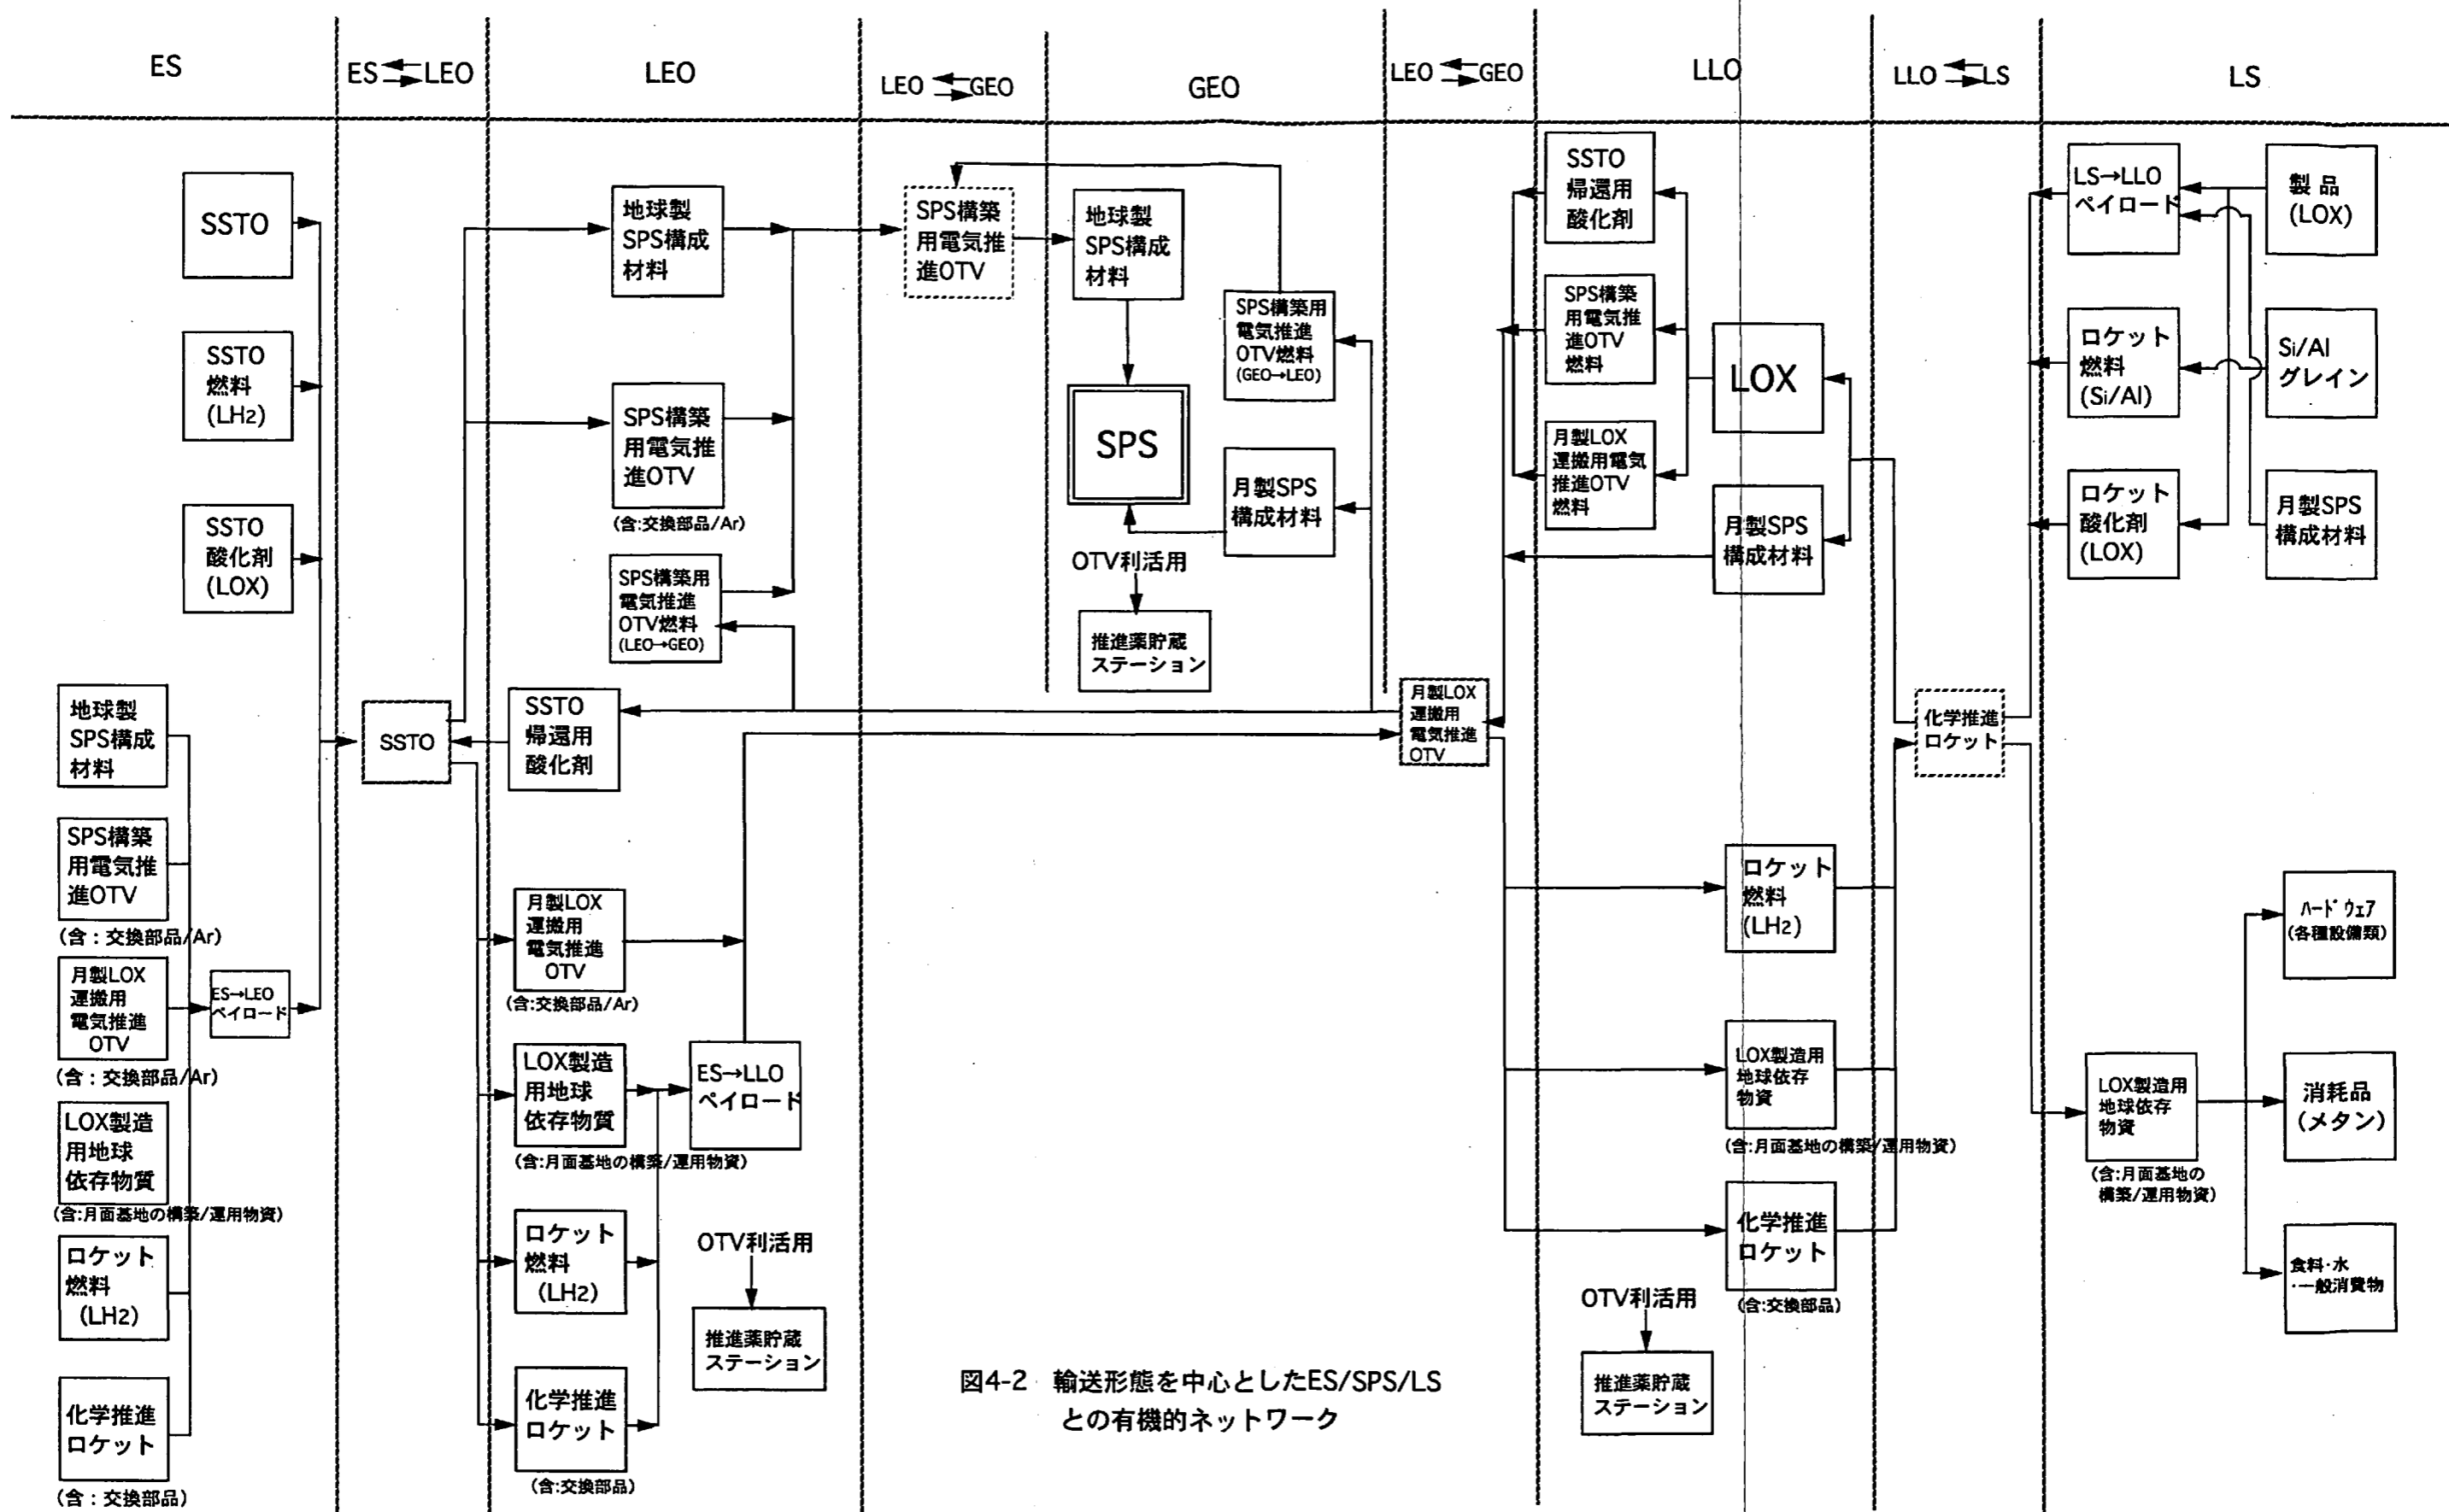 ES
ES⇄LEO
LEO
LEO⇄GEO
GEO
LEO⇄GEO
LLO
LLO⇄LS
LS
SSTO
SSTO
燃料
(LH2)
SSTO
酸化剤
(LOX)
地球製
SPS構成
材料
SPS構築
用電気推
進OTV
(含：交換部品/Ar)
月製LOX
運搬用
電気推進
OTV
(含：交換部品/Ar)
ES→LEO
ペイロード
LOX製造
用地球
依存物質
(含:月面基地の構築/運用物資)
ロケット
燃料
(LH2)
化学推進
ロケット
(含：交換部品)
SSTO
地球製
SPS構成
材料
SPS構築
用電気推
進OTV
(含:交換部品/Ar)
SPS構築用
電気推進
OTV燃料
(LEO→GEO)
SSTO
帰還用
酸化剤
月製LOX
運搬用
電気推進
OTV
(含:交換部品/Ar)
LOX製造
用地球
依存物質
(含:月面基地の構築/運用物資)
ES→LLO
ペイロード
ロケット
燃料
(LH2)
化学推進
ロケット
(含:交換部品)
OTV利活用
推進薬貯蔵
ステーション
SPS構築
用電気推
進OTV
地球製
SPS構成
材料
SPS構築用
電気推進
OTV燃料
(GEO→LEO)
SPS
月製SPS
構成材料
OTV利活用
推進薬貯蔵
ステーション
月製LOX
運搬用
電気推進
OTV
SSTO
帰還用
酸化剤
SPS構築
用電気推
進OTV
燃料
月製LOX
運搬用電気
推進OTV
燃料
LOX
月製SPS
構成材料
ロケット
燃料
(LH2)
LOX製造用
地球依存
物資
(含:月面基地の構築/運用物資)
化学推進
ロケット
(含:交換部品)
OTV利活用
推進薬貯蔵
ステーション
化学推進
ロケット
LS→LLO
ペイロード
ロケット
燃料
(Si/Al)
ロケット
酸化剤
(LOX)
製品
(LOX)
Si/Al
グレイン
月製SPS
構成材料
LOX製造用
地球依存
物資
(含:月面基地の
構築/運用物資)
ハードウェア
(各種設備類)
消耗品
(メタン)
食料・水
・一般消費物
図4-2 輸送形態を中心としたES/SPS/LS
との有機的ネットワーク